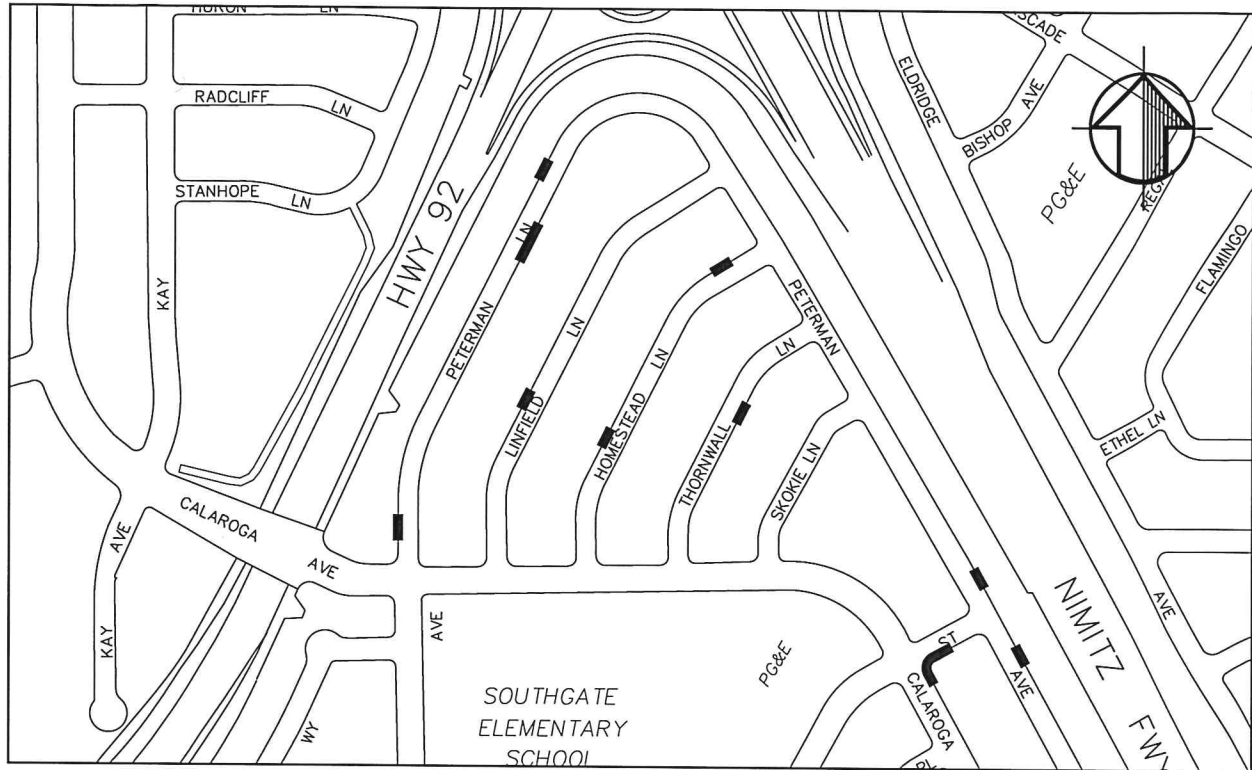 HURON LN
RADCLIFF LN
STANHOPE LN
KAY
HWY 92
PETERMAN LN
LINFIELD LN
HOMESTEAD LN
THORNWALL LN
SKOKIE LN
PETERMAN
AVE
ELDRIDGE
BISHOP AVE
PG&E
FLAMINGO
ETHEL LN
AVE
CALAROGA
AVE
AVE
KAY
AVE
WY
SOUTHGATE
ELEMENTARY
SCHOOL
PG&E
ST
CALAROGA
NIMITZ
FWY